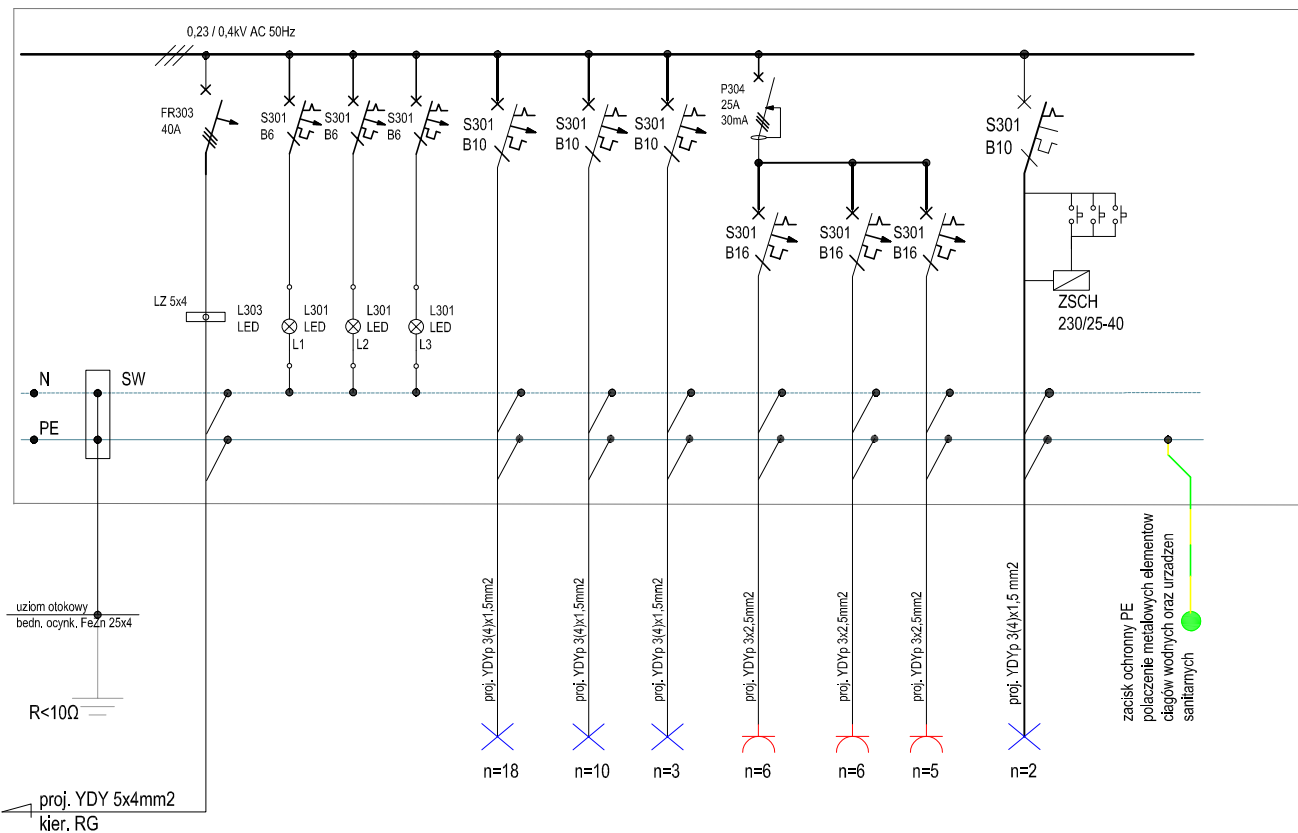 0,23 / 0,4kV AC 50Hz
FR303
40A
S301
B6
S301
B6
S301
B6
S301
B10
S301
B10
S301
B10
P304
25A
30mA
S301
B10
S301
B16
S301
B16
S301
B16
ZSCH
230/25-40
LZ 5x4
L303
LED
L301
LED
L1
L301
LED
L2
L301
LED
L3
N
SW
PE
uziom otokowy
bedn. ocynk. FeZn 25x4
R<10Ω
proj. YDYp 3(4)x1,5mm2
proj. YDYp 3(4)x1,5mm2
proj. YDYp 3(4)x1,5mm2
proj. YDYp 3x2,5mm2
proj. YDYp 3x2,5mm2
proj. YDYp 3x2,5mm2
proj. YDYp 3(4)x1,5 mm2
zacisk ochronny PE
polaczenie metalowych elementow
ciagów wodnych oraz urzadzen
sanitarnych
n=18
n=10
n=3
n=6
n=6
n=5
n=2
proj. YDY 5x4mm2
kier. RG